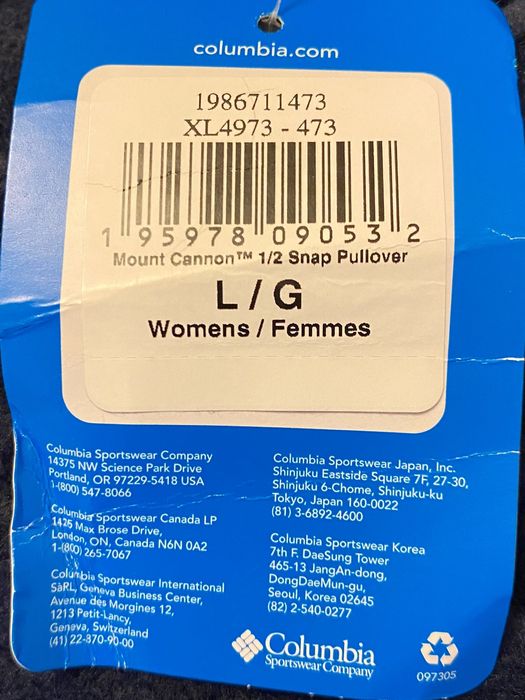 columbia.com
1986711473
XL4973 - 473
1 95978 09053 2
Mount Cannon™ 1/2 Snap Pullover
L / G
Womens / Femmes
Columbia Sportswear Company
14375 NW Science Park Drive
Portland, OR 97229-5418 USA
1-(800) 547-8066
Columbia Sportswear Canada LP
1425 Max Brose Drive,
London, ON, Canada N6N 0A2
1-(800) 265-7067
Columbia Sportswear International
SàRL, Geneva Business Center,
Avenue des Morgines 12,
1213 Petit-Lancy,
Geneva, Switzerland
(41) 22-870-90-00
Columbia Sportswear Japan, Inc.
Shinjuku Eastside Square 7F, 27-30,
Shinjuku 6-Chome, Shinjuku-ku
Tokyo, Japan 160-0022
(81) 3-6892-4600
Columbia Sportswear Korea
7th F. DaeSung Tower
465-13 JangAn-dong,
DongDaeMun-gu,
Seoul, Korea 02645
(82) 2-540-0277
Columbia
Sportswear Company
097305